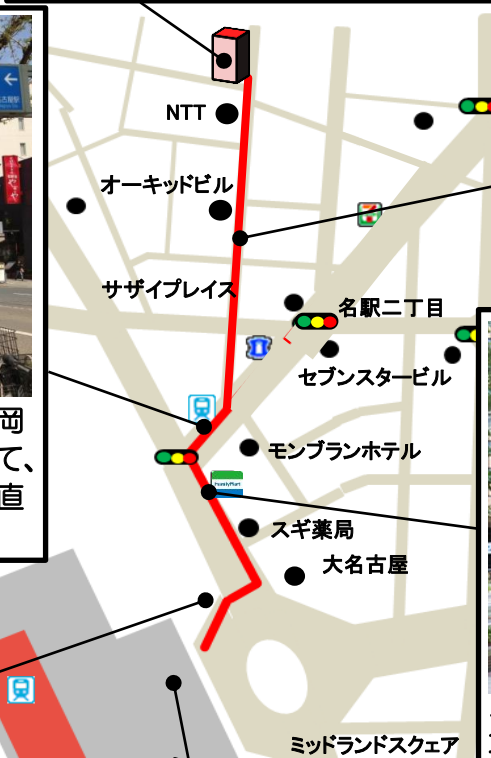 NTT
オーキッドビル
サザイプレイス
名駅二丁目
セブンスタービル
岡
て、
直
モンブランホテル
FamilyMart
スギ薬局
大名古屋
ミッドランドスクェア